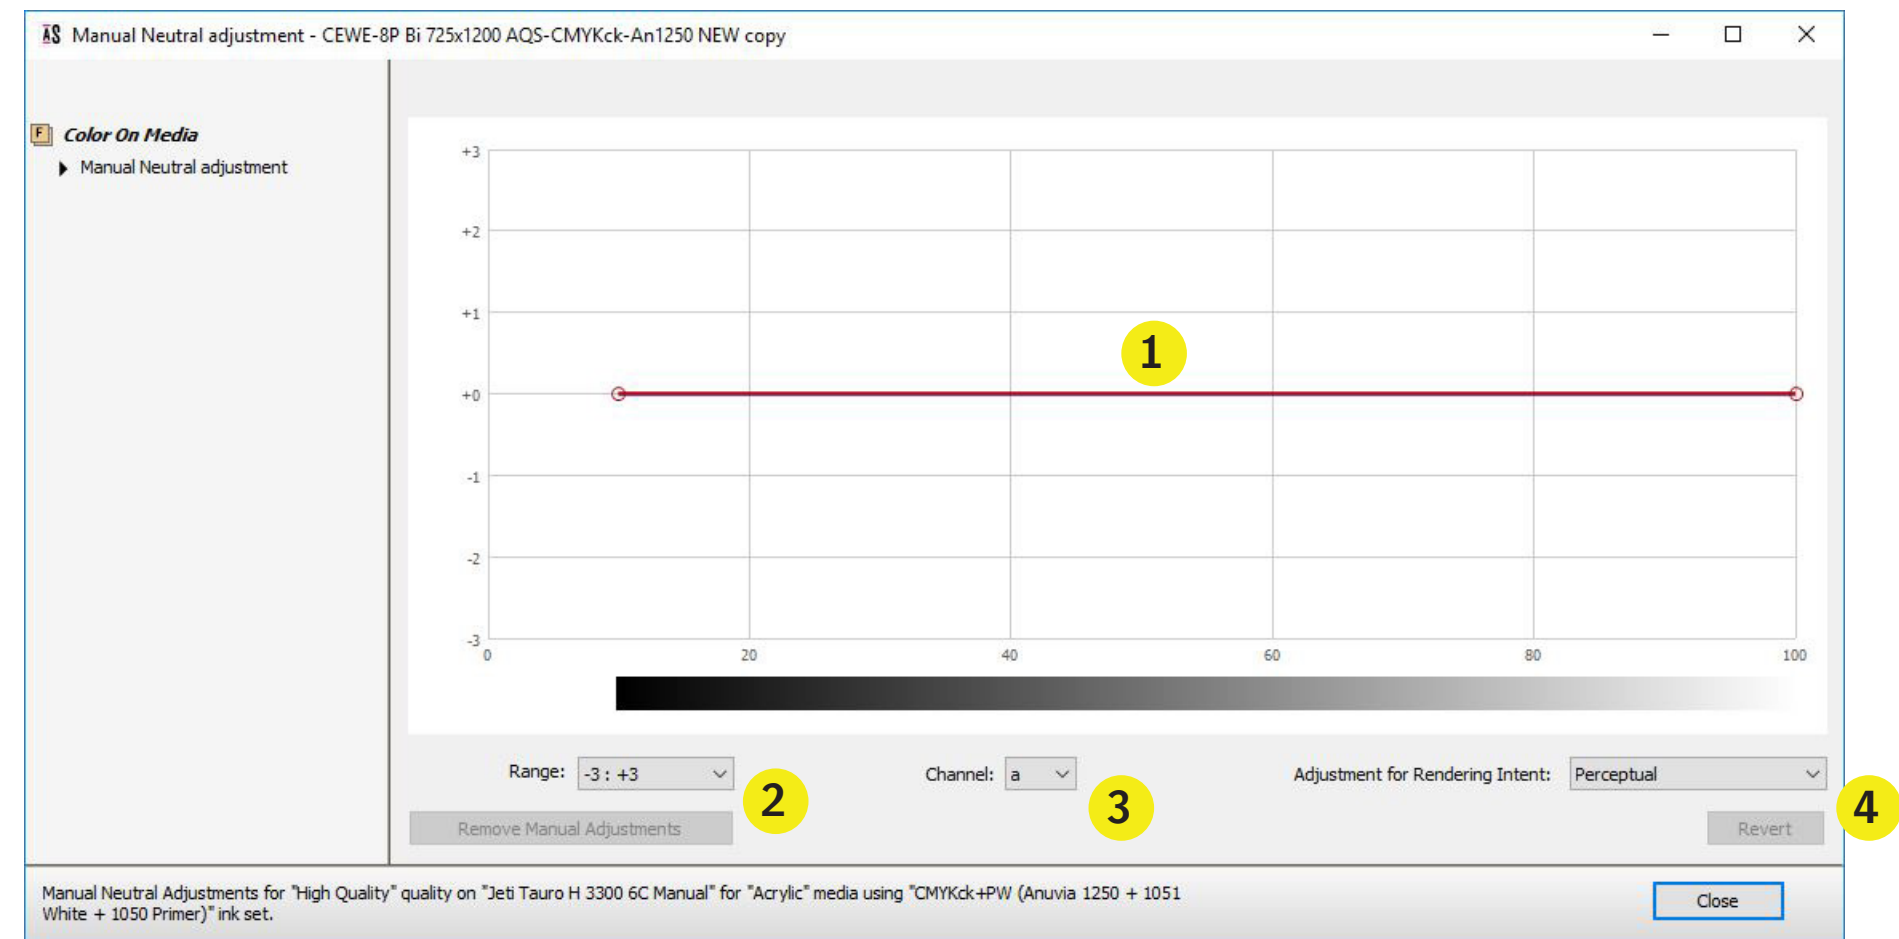 AS Manual Neutral adjustment - CEWE-8P Bi 725x1200 AQS-CMYKck-An1250 NEW copy
F Color On Media
Manual Neutral adjustment
+3
+2
+1
1
+0
-1
-2
-3
0 20 40 60 80 100
Range: -3 : +3 2 Channel: a 3 Adjustment for Rendering Intent: Perceptual 4
Remove Manual Adjustments Revert
Manual Neutral Adjustments for "High Quality" quality on "Jeti Tauro H 3300 6C Manual" for "Acrylic" media using "CMYKck+PW (Anuvia 1250 + 1051
White + 1050 Primer)" ink set.
Close